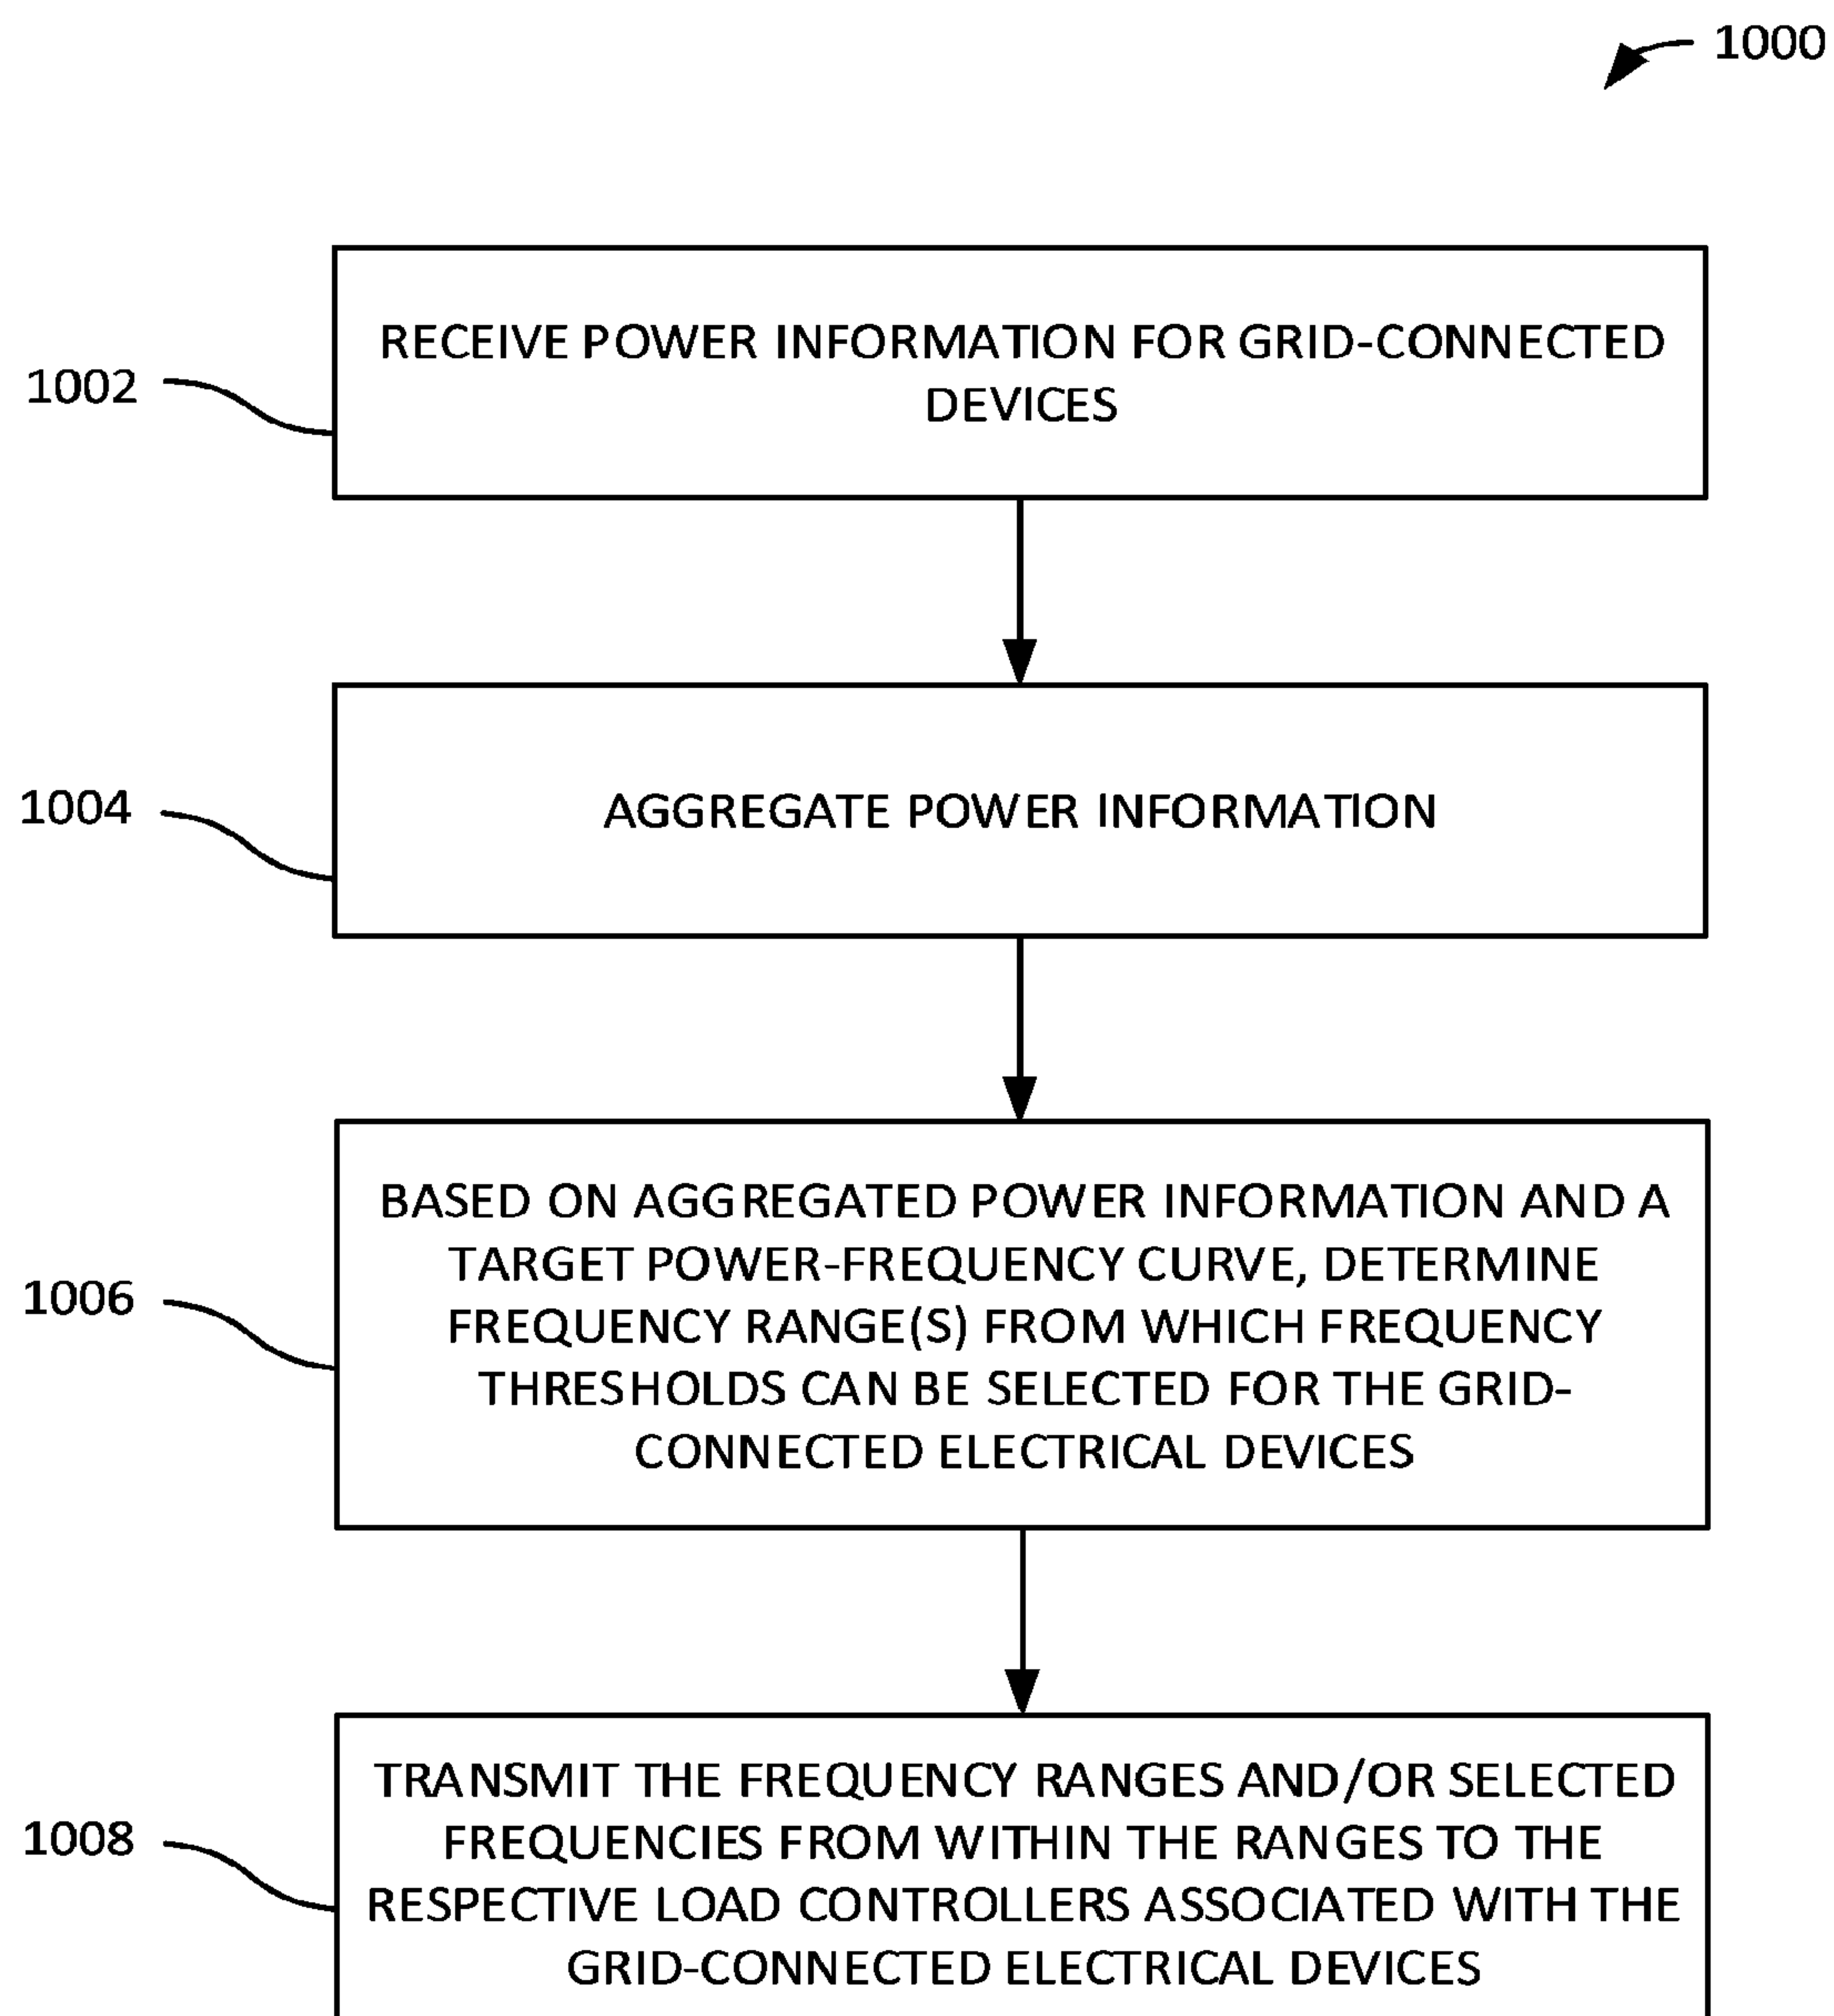 1000
1002
RECEIVE POWER INFORMATION FOR GRID-CONNECTED
DEVICES
1004
AGGREGATE POWER INFORMATION
1006
BASED ON AGGREGATED POWER INFORMATION AND A
TARGET POWER-FREQUENCY CURVE, DETERMINE
FREQUENCY RANGE(S) FROM WHICH FREQUENCY
THRESHOLDS CAN BE SELECTED FOR THE GRID-
CONNECTED ELECTRICAL DEVICES
1008
TRANSMIT THE FREQUENCY RANGES AND/OR SELECTED
FREQUENCIES FROM WITHIN THE RANGES TO THE
RESPECTIVE LOAD CONTROLLERS ASSOCIATED WITH THE
GRID-CONNECTED ELECTRICAL DEVICES